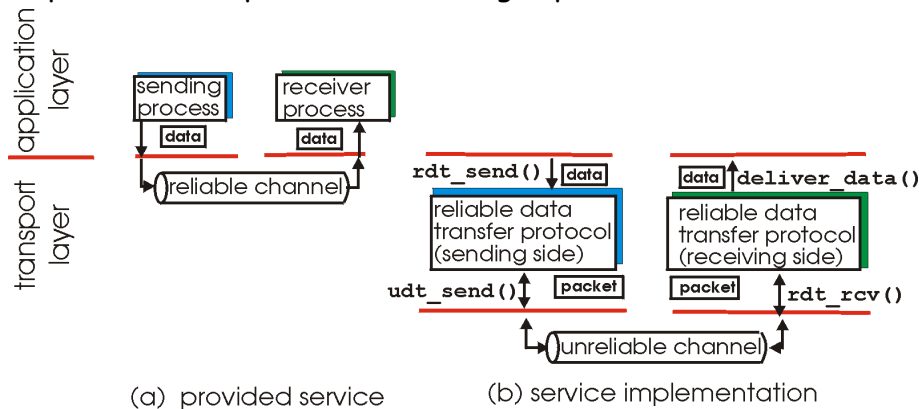 application
layer
transport
layer
sending
process
data
receiver
process
data
reliable channel
rdt_send()
data
reliable data
transfer protocol
(sending side)
udt_send()
packet
data
deliver_data()
reliable data
transfer protocol
(receiving side)
packet
rdt_rcv()
unreliable channel
(a) provided service
(b) service implementation